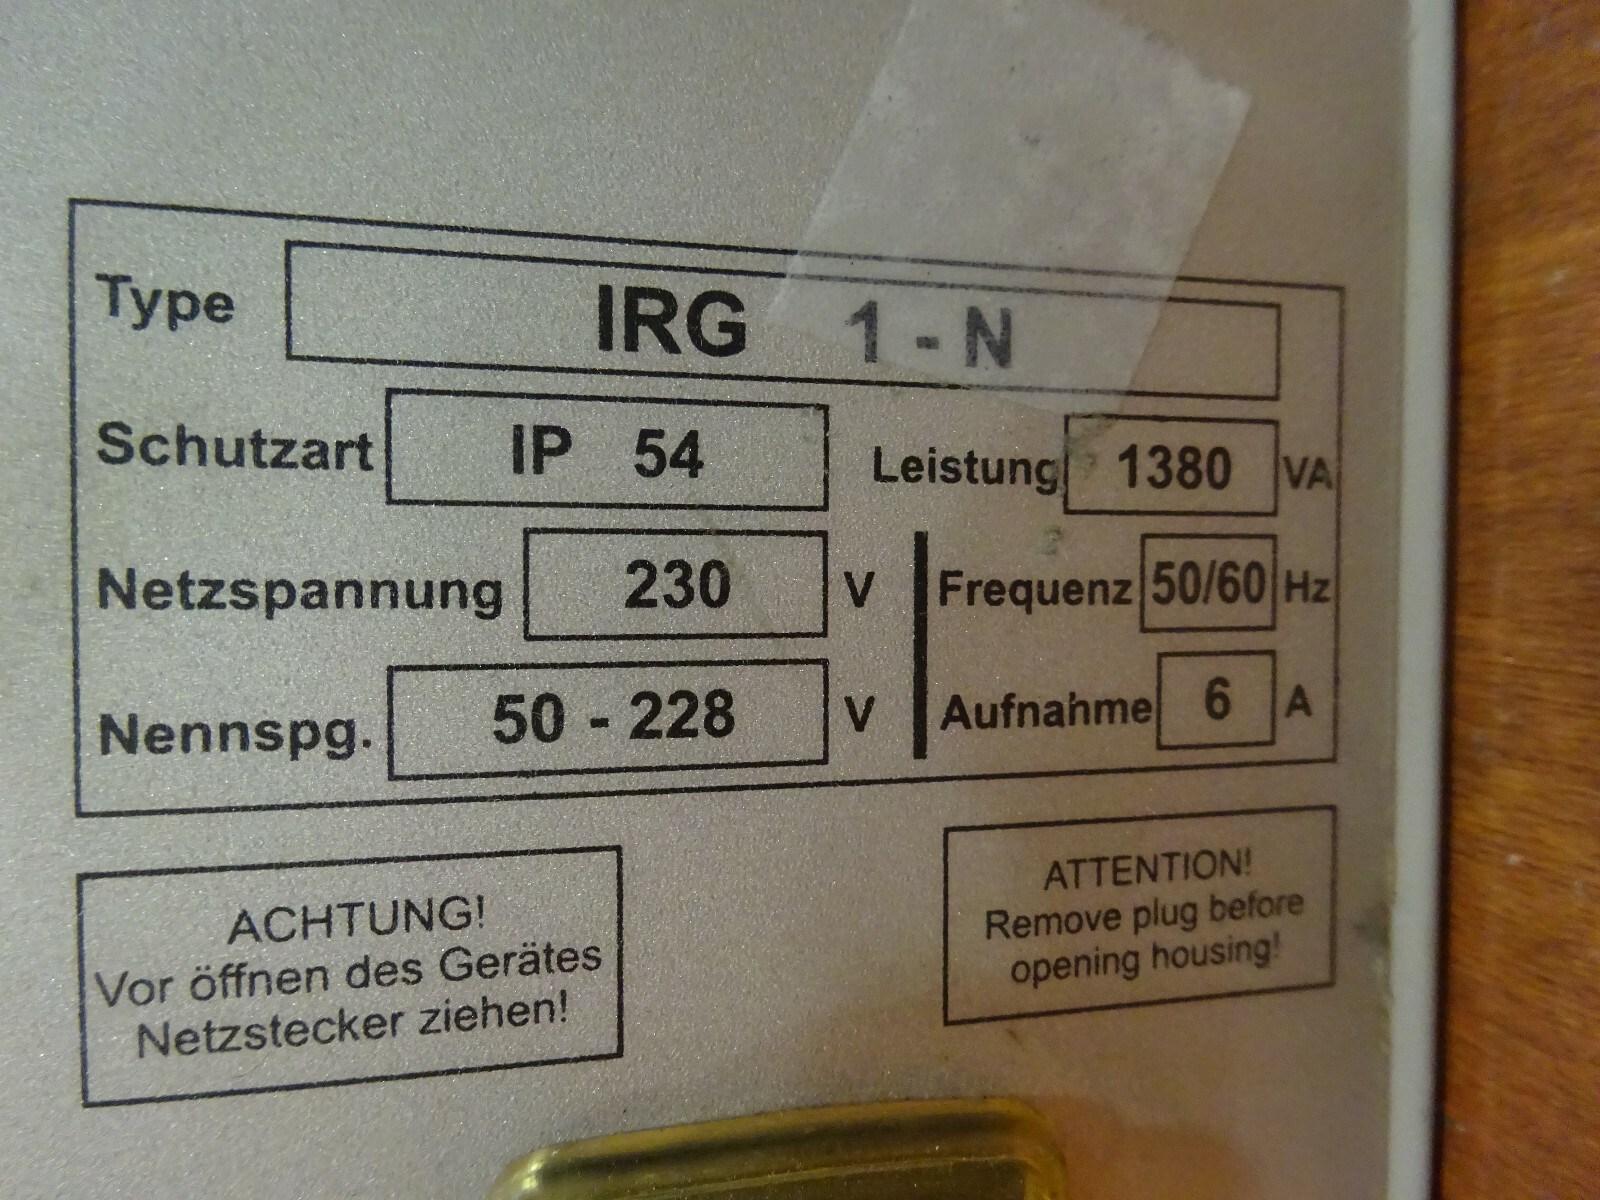 Type IRG 1 - N
Schutzart IP 54 Leistung 1380 VA
Netzspannung 230 V Frequenz 50/60 Hz
Nennspg. 50 - 228 V Aufnahme 6 A
ACHTUNG!
Vor öffnen des Gerätes
Netzstecker ziehen!
ATTENTION!
Remove plug before
opening housing!